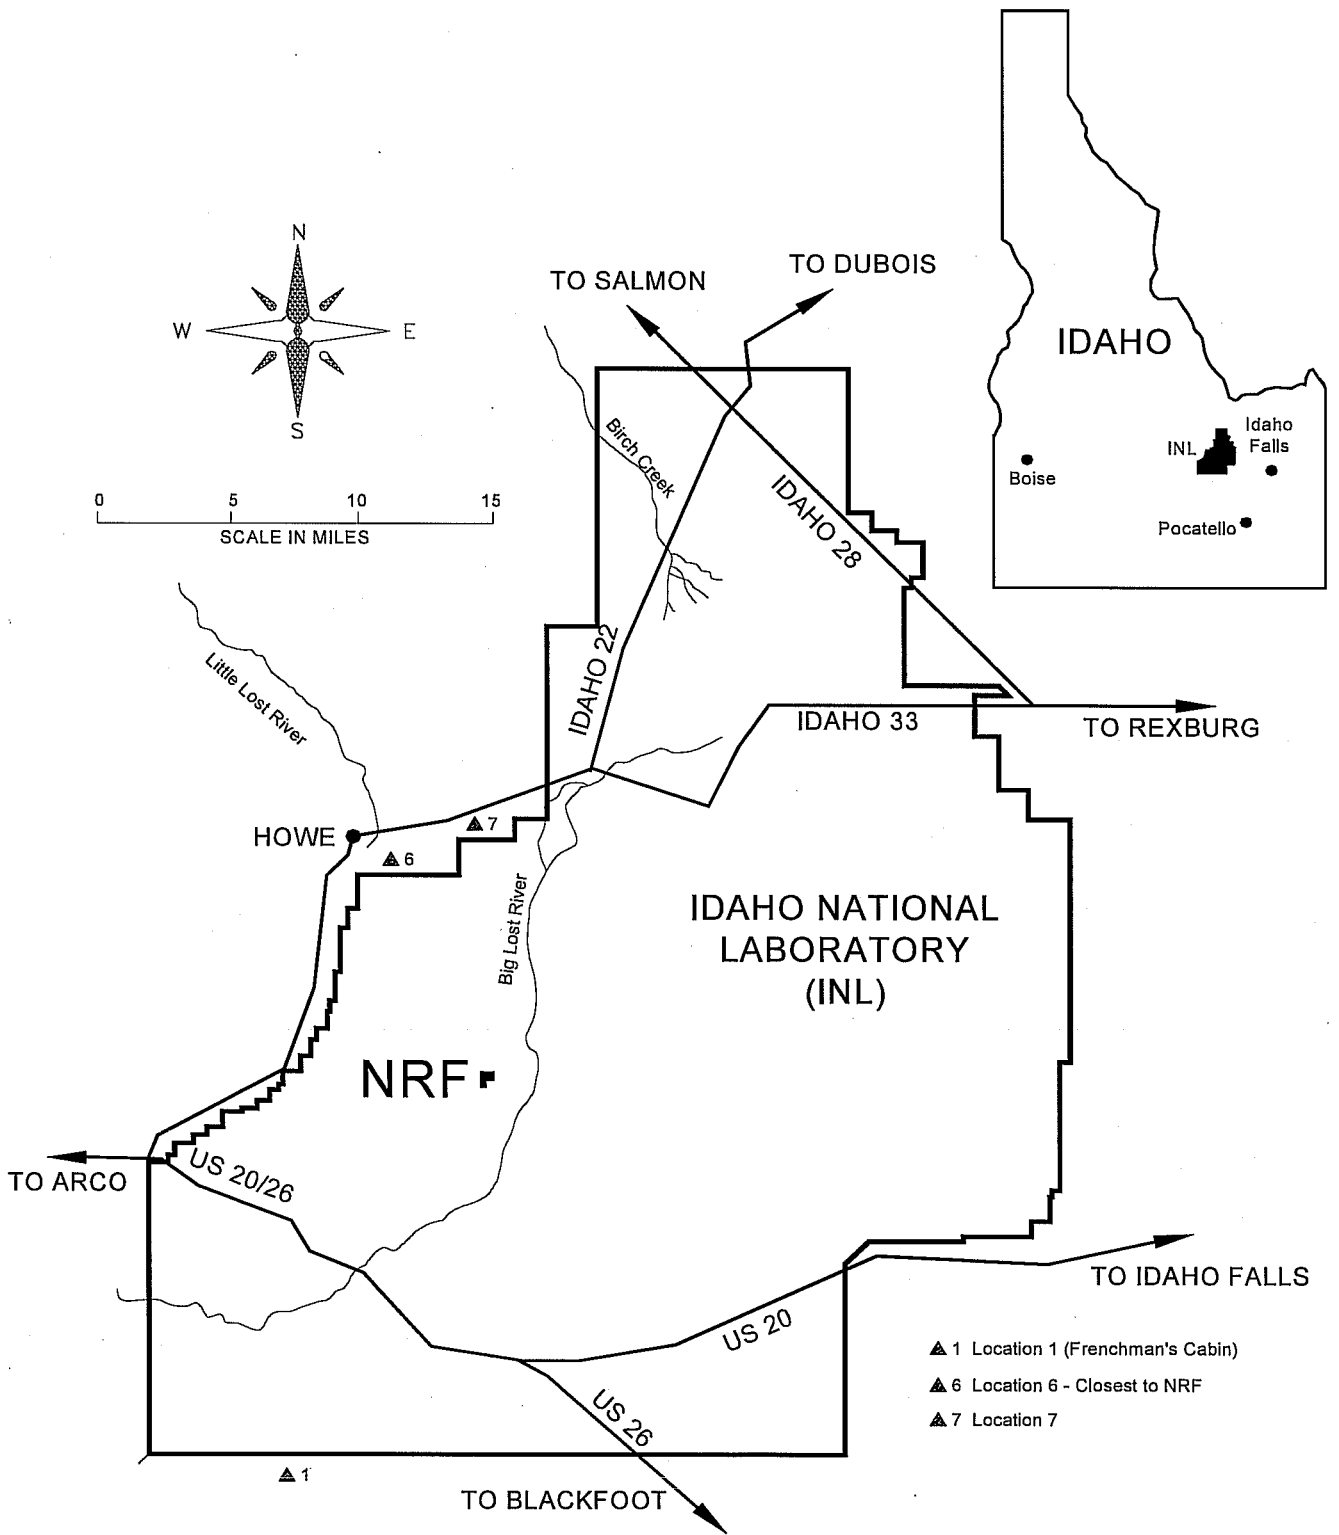 N
W
E
S
0
5
10
15
SCALE IN MILES
TO SALMON
TO DUBOIS
IDAHO
INL
Idaho
Falls
Boise
Pocatello
Birch Creek
IDAHO 28
Little Lost River
IDAHO 22
IDAHO 33
TO REXBURG
HOWE
7
6
Big Lost River
IDAHO NATIONAL
LABORATORY
(INL)
NRF
TO ARCO
US 20/26
TO IDAHO FALLS
US 20
1 Location 1 (Frenchman's Cabin)
6 Location 6 - Closest to NRF
7 Location 7
US 26
1
TO BLACKFOOT